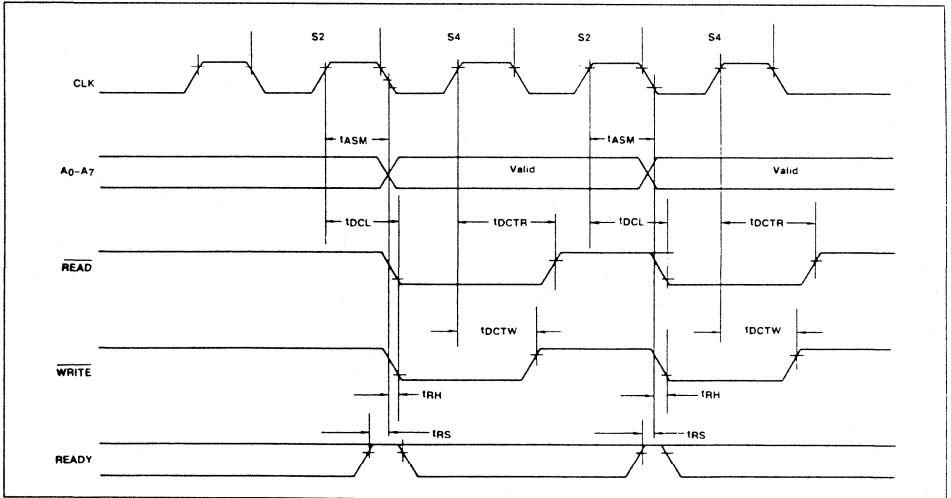 S2 S4 S2 S4
CLK
tASM tASM
A0–A7 Valid Valid
tDCL tDCTR tDCL tDCTR
READ
tDCTW tDCTW
WRITE
tRH tRH
tRS tRS
READY